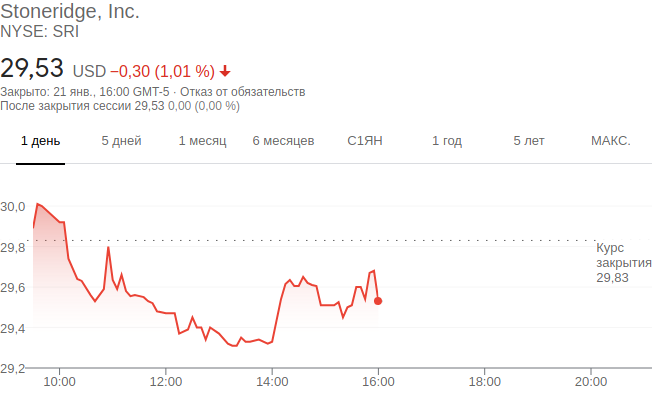 Stoneridge, Inc.
NYSE: SRI
29,53 USD −0,30 (1,01 %)
Закрыто: 21 янв., 16:00 GMT-5 · Отказ от обязательств
После закрытия сессии 29,53 0,00 (0,00 %)
1 день 5 дней 1 месяц 6 месяцев С1ЯН 1 год 5 лет МАКС.
30,0
29,8
Курс
закрытия
29,83
29,6
29,4
29,2
10:00 12:00 14:00 16:00 18:00 20:00